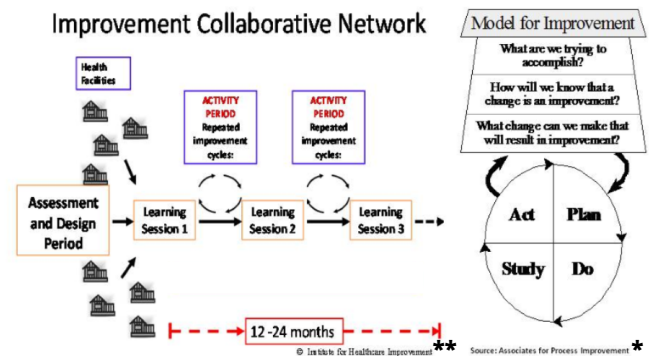 Improvement Collaborative Network
Health
Facilities
ACTIVITY
PERIOD
Repeated
improvement
cycles:
ACTIVITY
PERIOD
Repeated
improvement
cycles:
Assessment
and Design
Period
Learning
Session 1
Learning
Session 2
Learning
Session 3
12 -24 months
© Institute for Healthcare Improvement **
Model for Improvement
What are we trying to
accomplish?
How will we know that a
change is an improvement?
What change can we make that
will result in improvement?
Act
Plan
Study
Do
Source: Associates for Process Improvement *